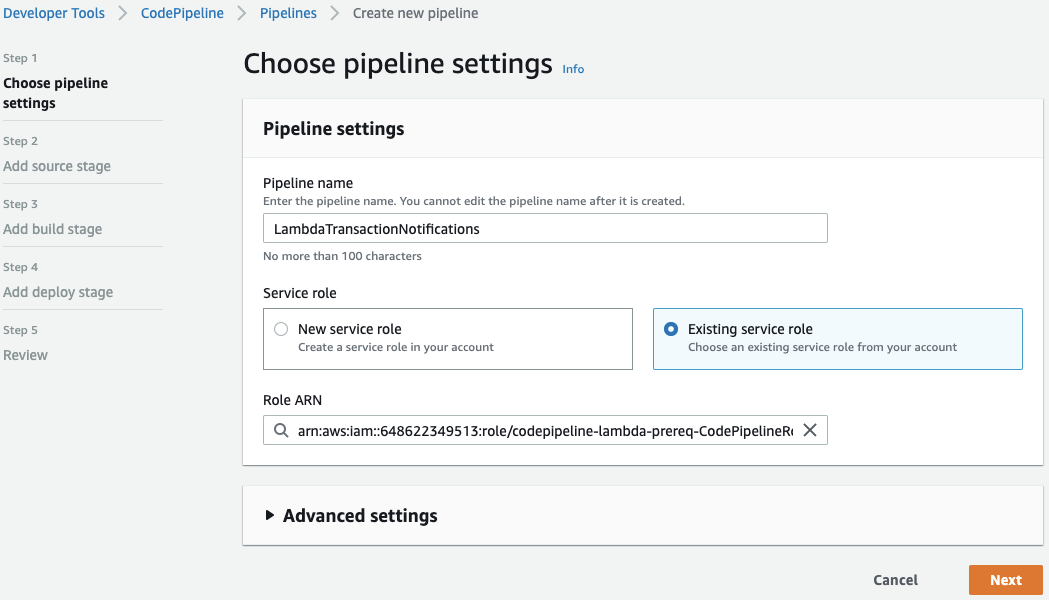 Developer Tools > CodePipeline > Pipelines > Create new pipeline
Step 1
Choose pipeline
settings
Step 2
Add source stage
Step 3
Add build stage
Step 4
Add deploy stage
Step 5
Review
Choose pipeline settings Info
Pipeline settings
Pipeline name
Enter the pipeline name. You cannot edit the pipeline name after it is created.
LambdaTransactionNotifications
No more than 100 characters
Service role
New service role
Create a service role in your account
Existing service role
Choose an existing service role from your account
Role ARN
arn:aws:iam::648622349513:role/codepipeline-lambda-prereq-CodePipelineR
Advanced settings
Cancel
Next